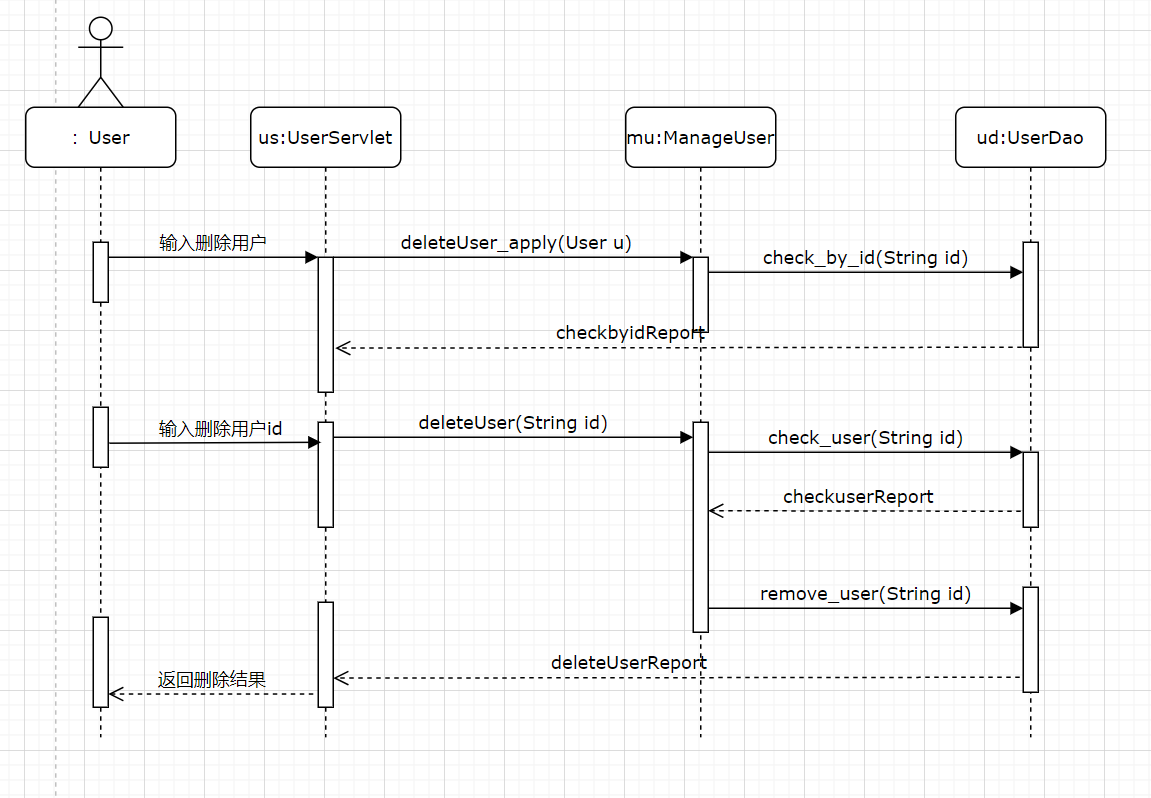 ：User
us:UserServlet
mu:ManageUser
ud:UserDao
输入删除用户
deleteUser_apply(User u)
check_by_id(String id)
checkbyidReport
输入删除用户id
deleteUser(String id)
check_user(String id)
checkuserReport
remove_user(String id)
deleteUserReport
返回删除结果